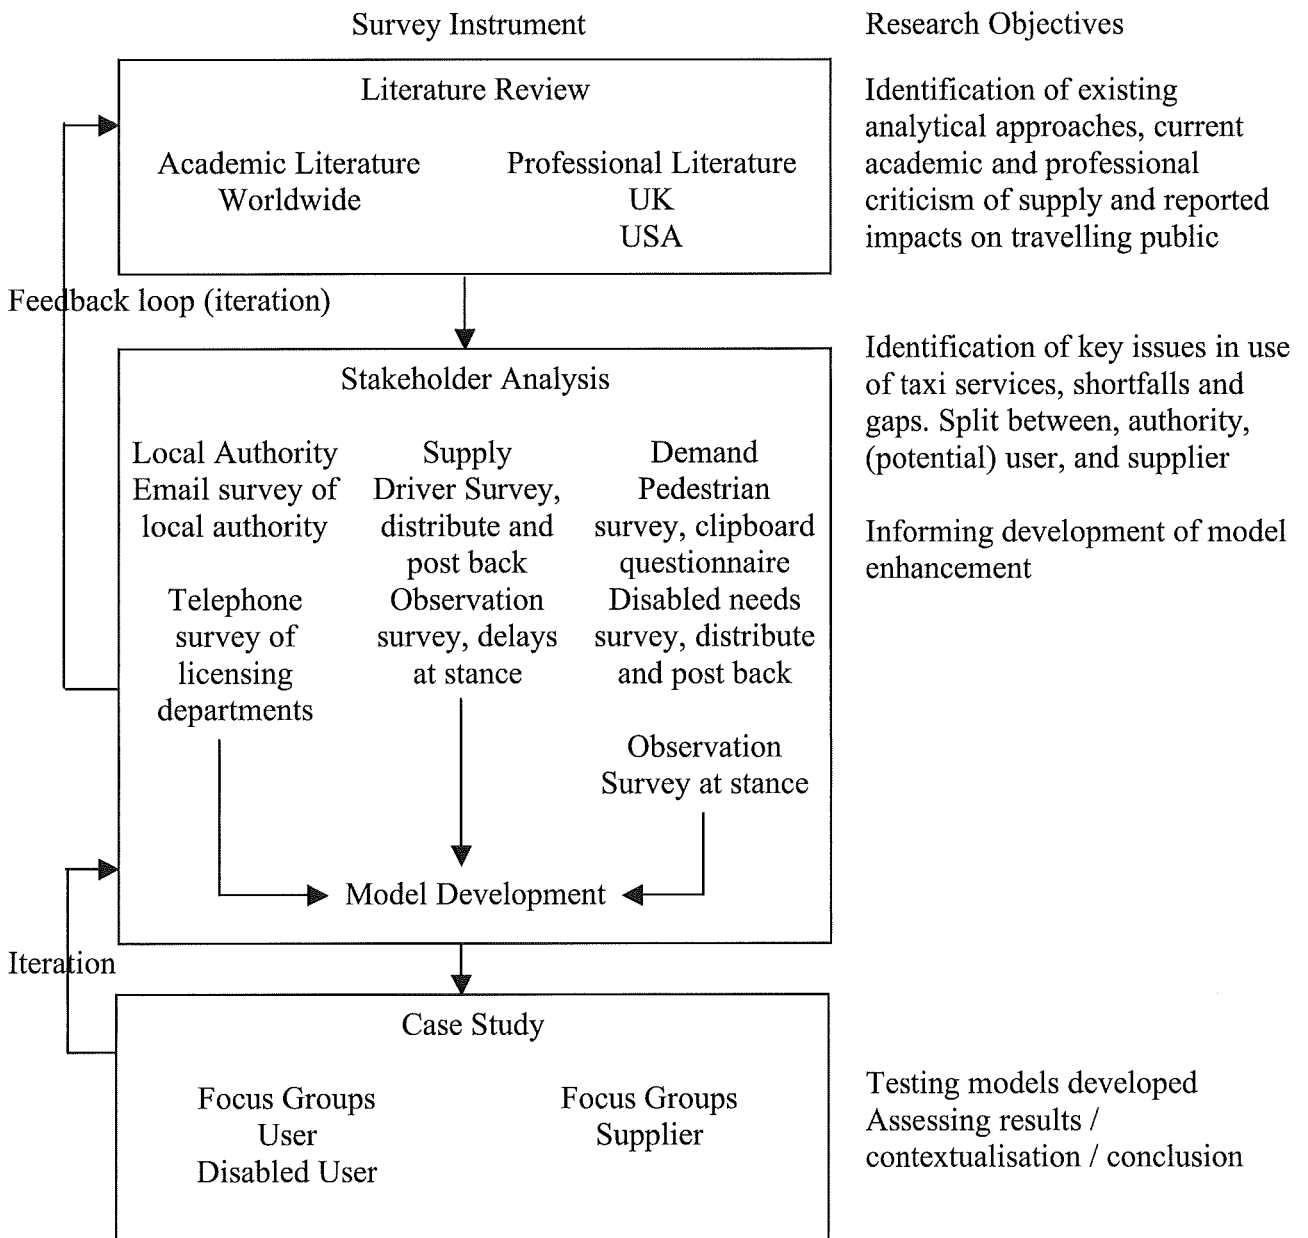 Survey Instrument
Research Objectives
Literature Review
Academic Literature
Worldwide
Professional Literature
UK
USA
Identification of existing
analytical approaches, current
academic and professional
criticism of supply and reported
impacts on travelling public
Feedback loop (iteration)
Stakeholder Analysis
Local Authority
Email survey of
local authority
Telephone
survey of
licensing
departments
Supply
Driver Survey,
distribute and
post back
Observation
survey, delays
at stance
Demand
Pedestrian
survey, clipboard
questionnaire
Disabled needs
survey, distribute
and post back
Observation
Survey at stance
Model Development
Identification of key issues in use
of taxi services, shortfalls and
gaps. Split between, authority,
(potential) user, and supplier
Informing development of model
enhancement
Iteration
Case Study
Focus Groups
User
Disabled User
Focus Groups
Supplier
Testing models developed
Assessing results /
contextualisation / conclusion